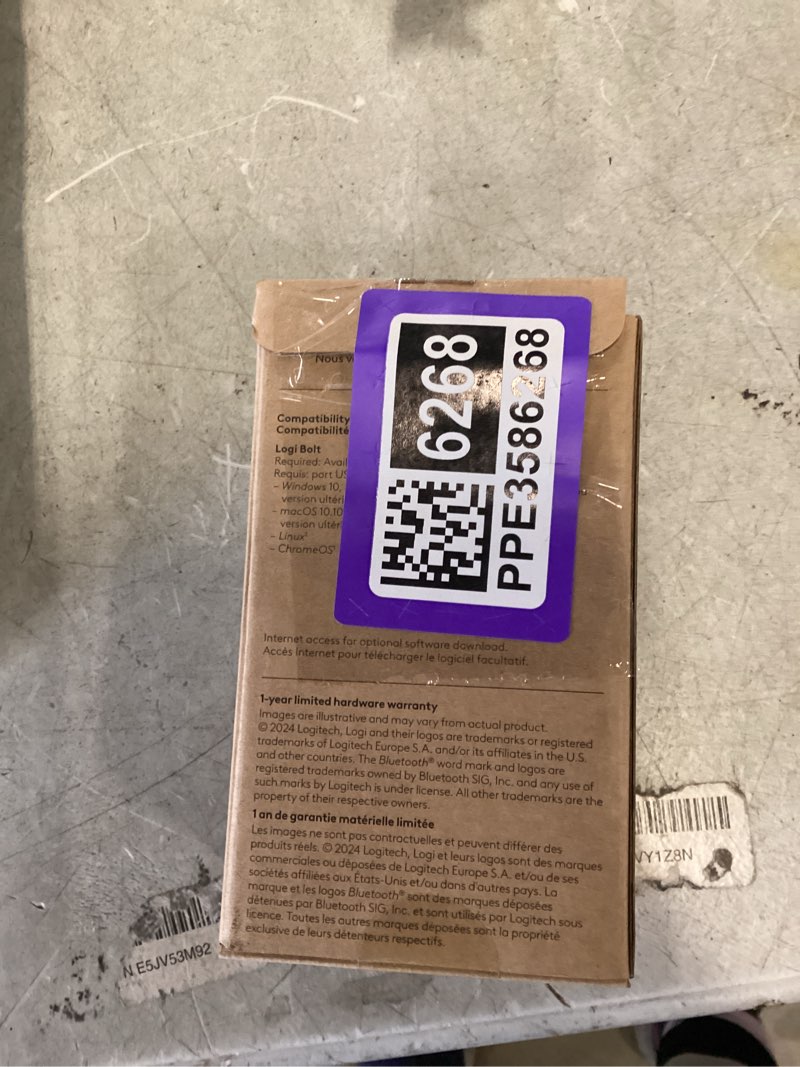 Nous v
Compatibility
Compatibilité
Logi Bolt
Required: Avail
Requis: port US
– Windows 10,
version ultéri
– macOS 10.10
version ultér
– Linux¹
– ChromeOS¹
6268
PPE3586268
Internet access for optional software download.
Accès Internet pour télécharger le logiciel facultatif.
1-year limited hardware warranty
Images are illustrative and may vary from actual product.
© 2024 Logitech, Logi and their logos are trademarks or registered
trademarks of Logitech Europe S.A. and/or its affiliates in the U.S.
and other countries. The Bluetooth® word mark and logos are
registered trademarks owned by Bluetooth SIG, Inc. and any use of
such marks by Logitech is under license. All other trademarks are the
property of their respective owners.
1 an de garantie matérielle limitée
Les images ne sont pas contractuelles et peuvent différer des
produits réels. © 2024 Logitech, Logi et leurs logos sont des marques
commerciales ou déposées de Logitech Europe S.A. et/ou de ses
sociétés affiliées aux États-Unis et/ou dans d'autres pays. La
marque et les logos Bluetooth® sont des marques déposées
détenues par Bluetooth SIG, Inc. et sont utilisés par Logitech sous
licence. Toutes les autres marques déposées sont la propriété
exclusive de leurs détenteurs respectifs.
VY1Z8N
N E5JV53M92